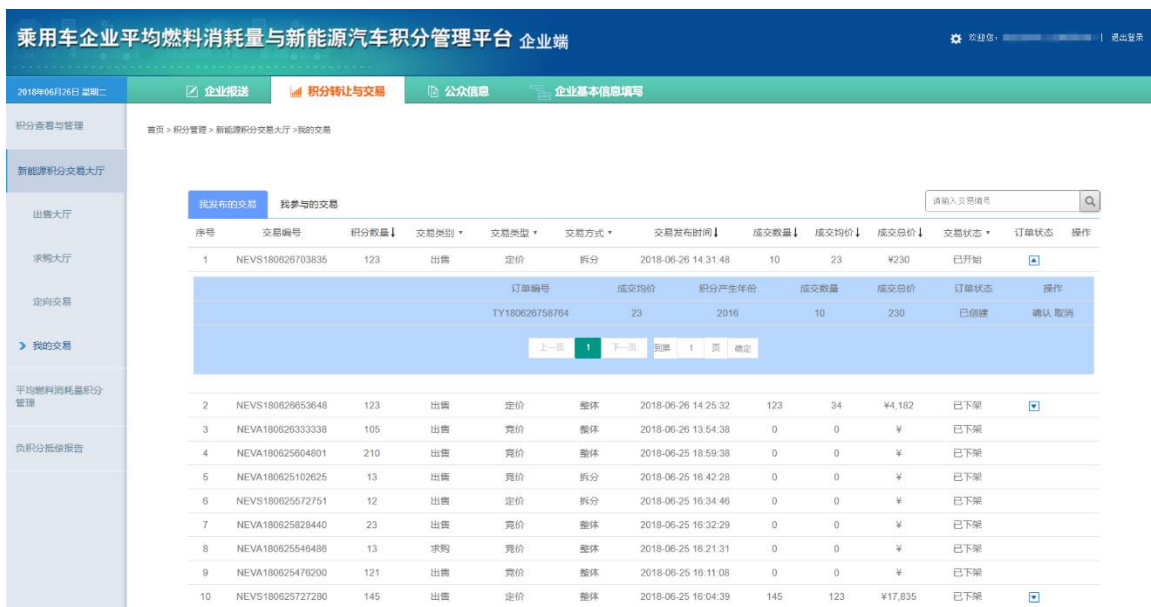 乘用车企业平均燃料消耗量与新能源汽车积分管理平台 企业端
欢迎您, | 退出登录
2018年06月26日 星期二 企业报送 积分转让与交易 公众信息 企业基本信息填写
积分查看与管理
首页 > 积分管理 > 新能源积分交易大厅 >我的交易
新能源积分交易大厅
出售大厅
求购大厅
定向交易
我的交易
平均燃料消耗量积分
管理
负积分抵偿报告
我发布的交易 我参与的交易 请输入交易编号
序号 交易编号 积分数量 交易类别 交易类型 交易方式 交易发布时间 成交数量 成交均价 成交总价 交易状态 订单状态 操作
1 NEVS180626703835 123 出售 定价 拆分 2018-06-26 14:31:48 10 23 ¥230 已开始
订单编号 成交均价 积分产生年份 成交数量 成交总价 订单状态 操作
TY180626758764 23 2016 10 230 已创建 确认 取消
上一页 1 下一页 到第 1 页 确定
2 NEVS180626653648 123 出售 定价 整体 2018-06-26 14:25:32 123 34 ¥4,182 已下架
3 NEVA180626333338 105 出售 竞价 整体 2018-06-26 13:54:38 0 0 ¥ 已下架
4 NEVA180625604801 210 出售 竞价 整体 2018-06-25 18:59:38 0 0 ¥ 已下架
5 NEVA180625102625 13 出售 竞价 拆分 2018-06-25 16:42:28 0 0 ¥ 已下架
6 NEVS180625572751 12 出售 定价 拆分 2018-06-25 16:34:46 0 0 ¥ 已下架
7 NEVA180625828440 23 出售 竞价 整体 2018-06-25 16:32:29 0 0 ¥ 已下架
8 NEVA180625546486 13 求购 竞价 整体 2018-06-25 16:21:31 0 0 ¥ 已下架
9 NEVA180625476200 121 出售 竞价 整体 2018-06-25 16:11:08 0 0 ¥ 已下架
10 NEVS180625727280 145 出售 定价 整体 2018-06-25 16:04:39 145 123 ¥17,835 已下架